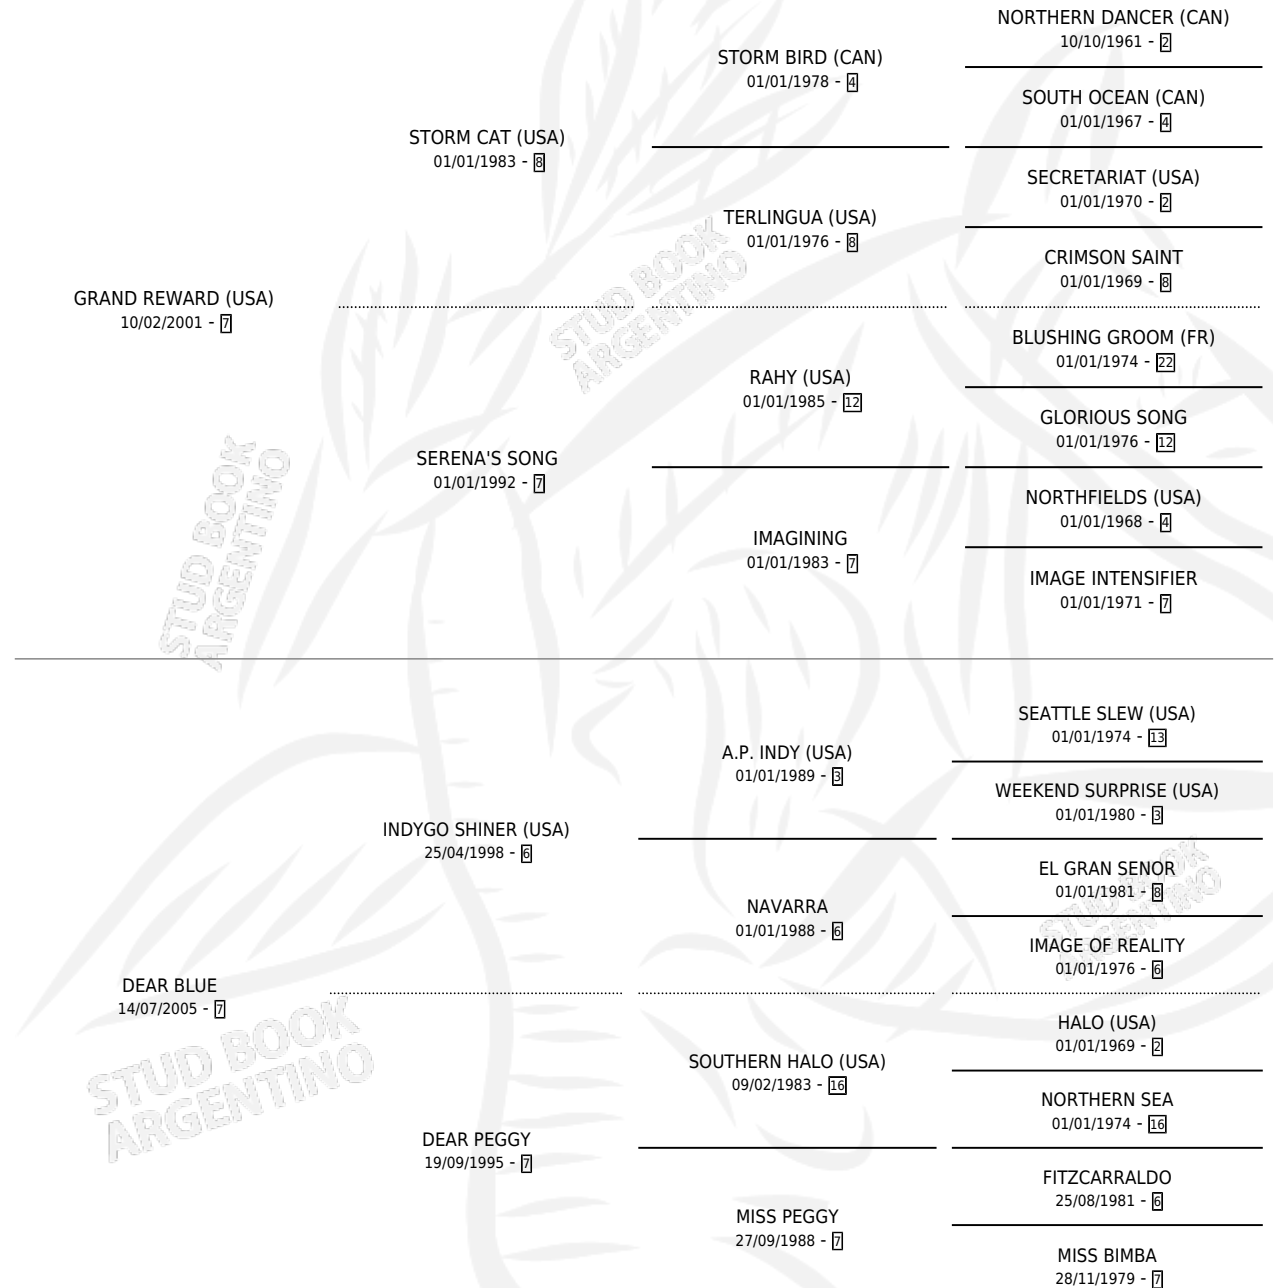 NORTHERN DANCER (CAN)
10/10/1961 - 2
STORM BIRD (CAN)
01/01/1978 - 4
SOUTH OCEAN (CAN)
01/01/1967 - 4
STORM CAT (USA)
01/01/1983 - 8
SECRETARIAT (USA)
01/01/1970 - 2
TERLINGUA (USA)
01/01/1976 - 8
CRIMSON SAINT
01/01/1969 - 8
GRAND REWARD (USA)
10/02/2001 - 7
BLUSHING GROOM (FR)
01/01/1974 - 22
RAHY (USA)
01/01/1985 - 12
GLORIOUS SONG
01/01/1976 - 12
SERENA'S SONG
01/01/1992 - 7
NORTHFIELDS (USA)
01/01/1968 - 4
IMAGINING
01/01/1983 - 7
IMAGE INTENSIFIER
01/01/1971 - 7
SEATTLE SLEW (USA)
01/01/1974 - 13
A.P. INDY (USA)
01/01/1989 - 3
WEEKEND SURPRISE (USA)
01/01/1980 - 3
INDYGO SHINER (USA)
25/04/1998 - 6
EL GRAN SENOR
01/01/1981 - 8
NAVARRA
01/01/1988 - 6
IMAGE OF REALITY
01/01/1976 - 6
DEAR BLUE
14/07/2005 - 7
HALO (USA)
01/01/1969 - 2
SOUTHERN HALO (USA)
09/02/1983 - 16
NORTHERN SEA
01/01/1974 - 16
DEAR PEGGY
19/09/1995 - 7
FITZCARRALDO
25/08/1981 - 6
MISS PEGGY
27/09/1988 - 7
MISS BIMBA
28/11/1979 - 7
STUD BOOK
ARGENTINO
STUD BOOK
ARGENTINO
STUD BOOK
ARGENTINO
STUD BOOK
ARGENTINO